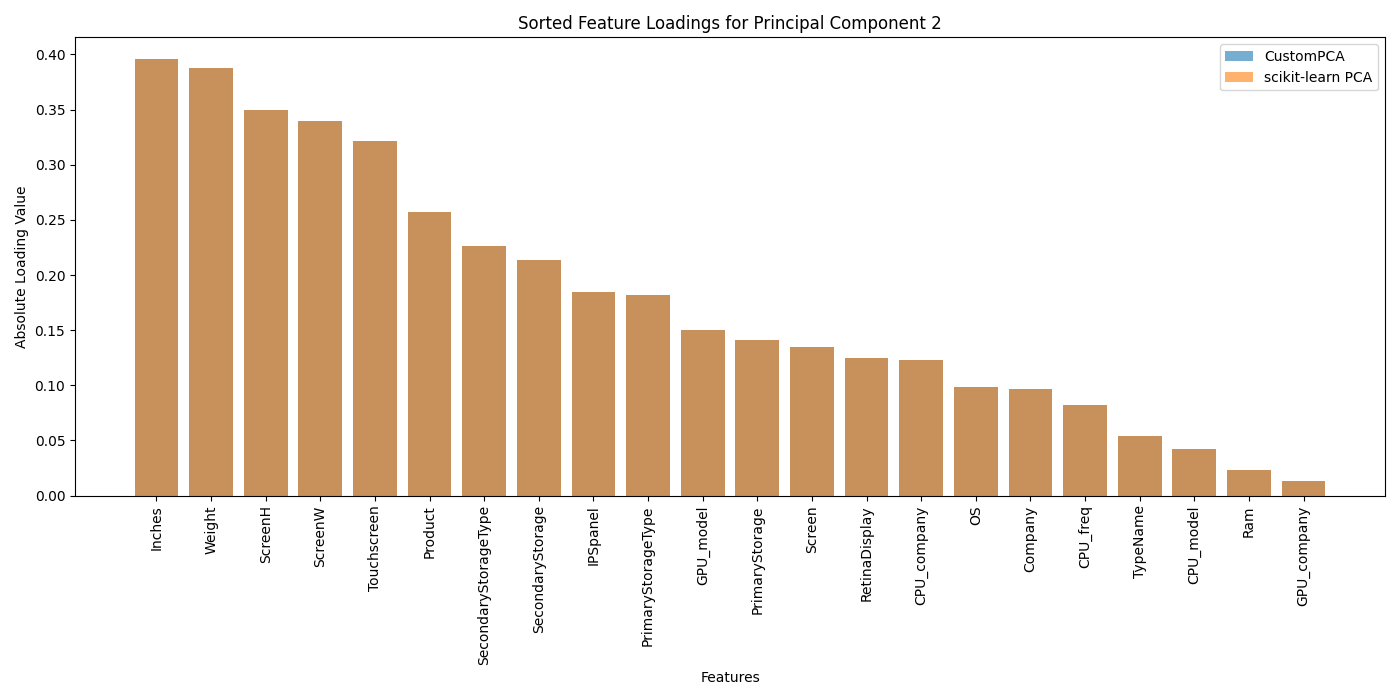 Sorted Feature Loadings for Principal Component 2
CustomPCA
scikit-learn PCA
Absolute Loading Value
0.40
0.35
0.30
0.25
0.20
0.15
0.10
0.05
0.00
Inches
Weight
ScreenH
ScreenW
Touchscreen
Product
SecondaryStorageType
SecondaryStorage
IPSpanel
PrimaryStorageType
GPU_model
PrimaryStorage
Screen
RetinaDisplay
CPU_company
OS
Company
CPU_freq
TypeName
CPU_model
Ram
GPU_company
Features